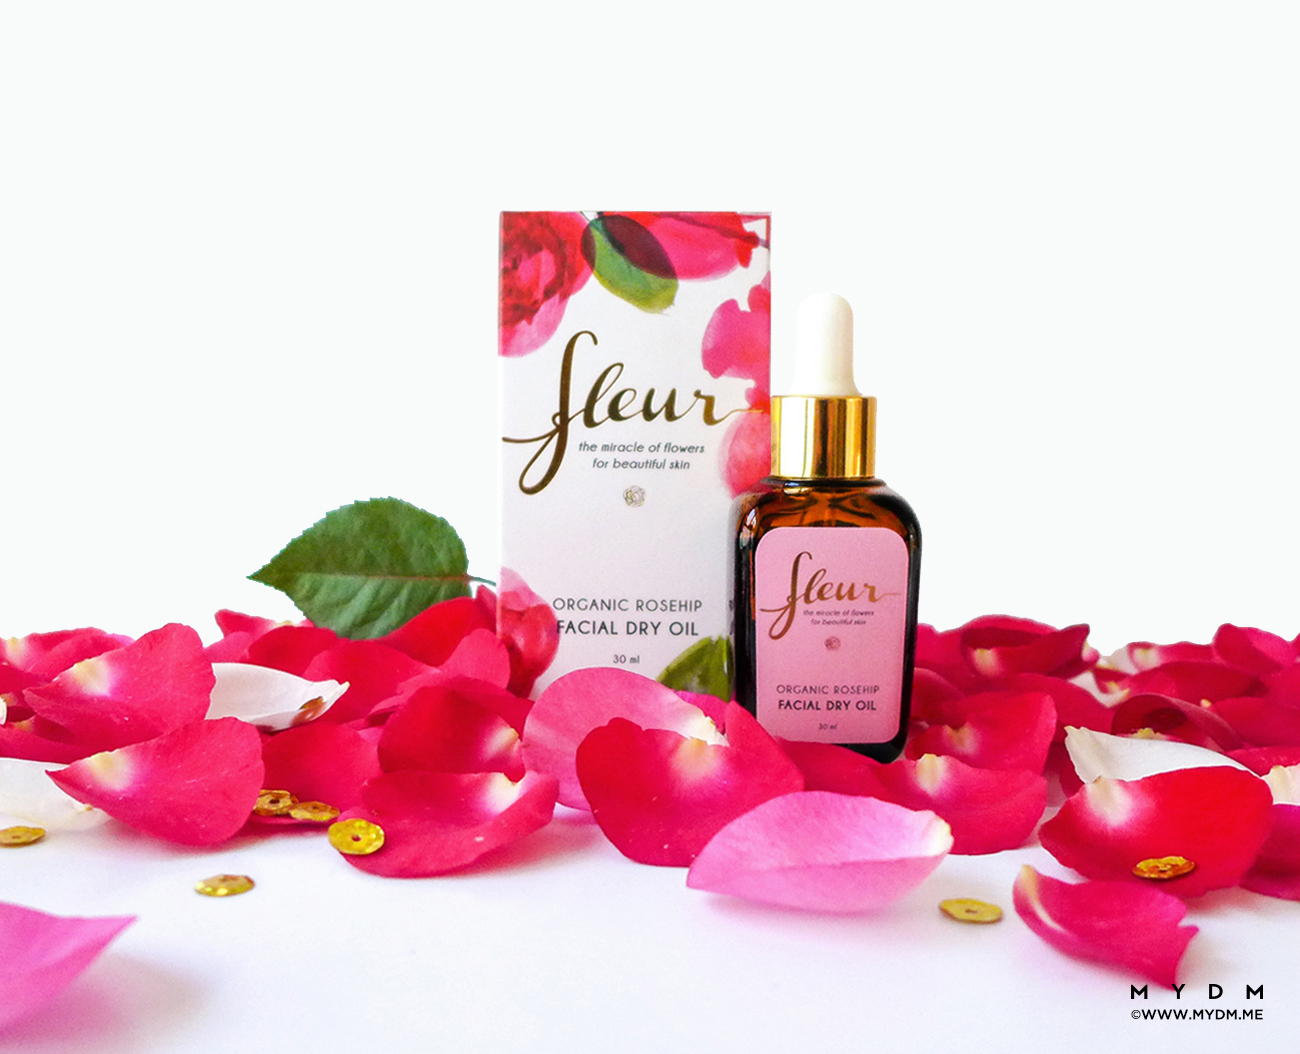 fleur
the miracle of flowers
for beautiful skin
ORGANIC ROSEHIP
FACIAL DRY OIL
30 ml
fleur
the miracle of flowers
for beautiful skin
ORGANIC ROSEHIP
FACIAL DRY OIL
30 ml
MYDM
©WWW.MYDM.ME